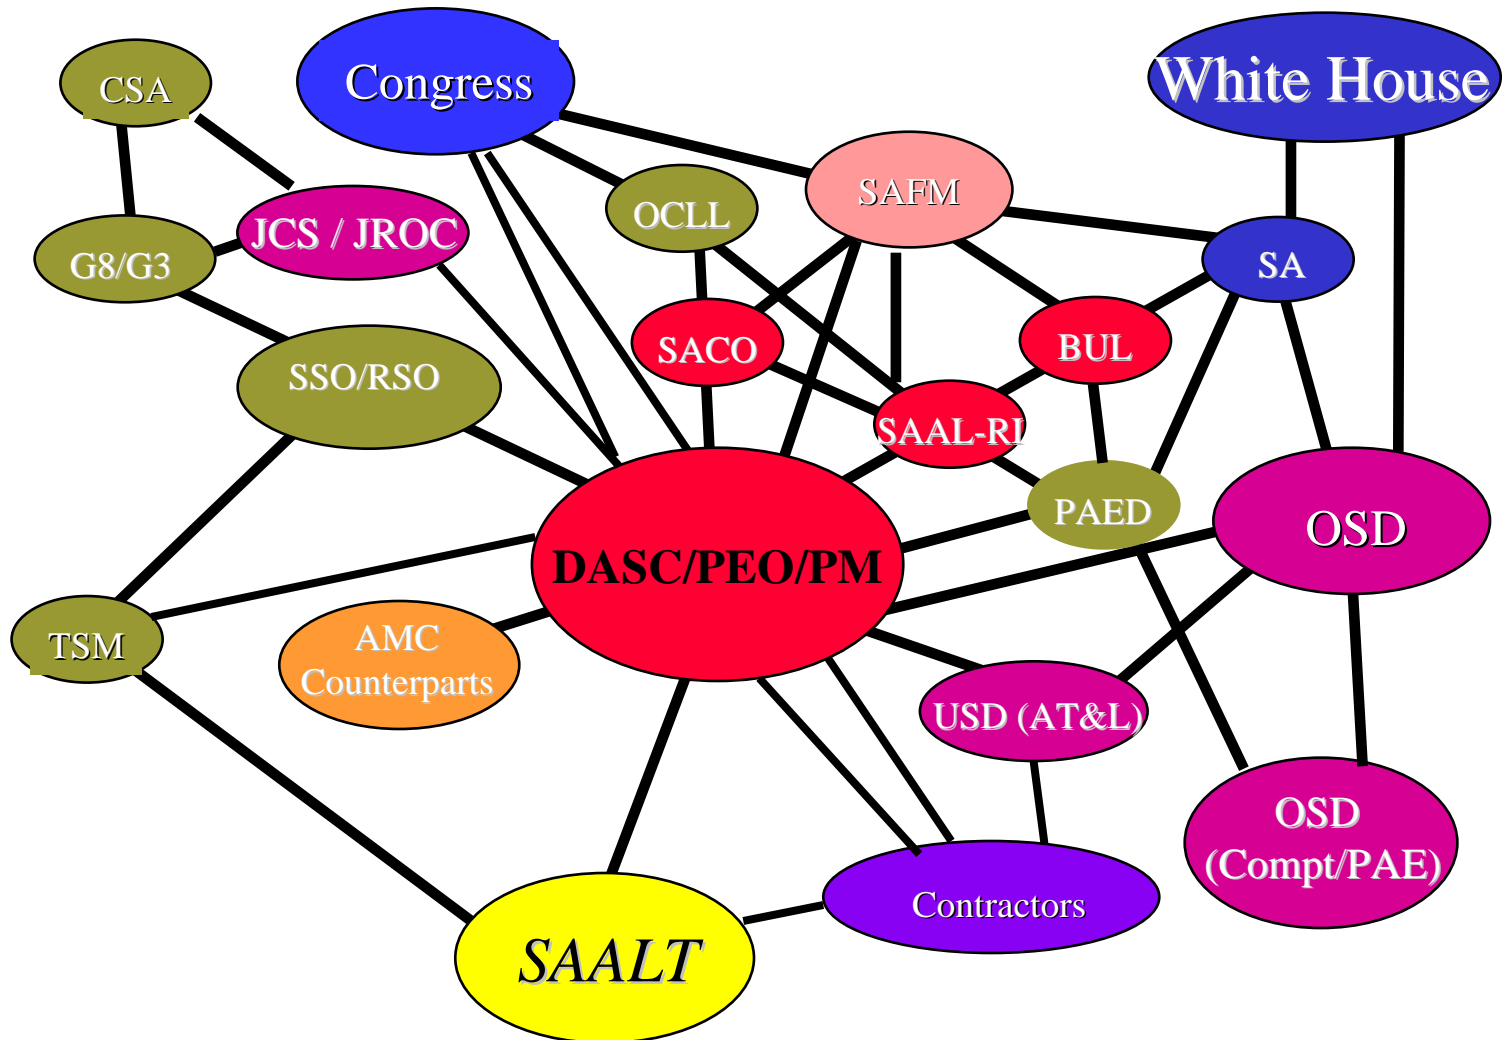 CSA
Congress
White House
SAFM
OCLL
JCS / JROC
G8/G3
SA
SACO
BUL
SSO/RSO
SAAL-RI
PAED
OSD
DASC/PEO/PM
TSM
AMC
Counterparts
USD (AT&L)
OSD
(Compt/PAE)
Contractors
SAALT